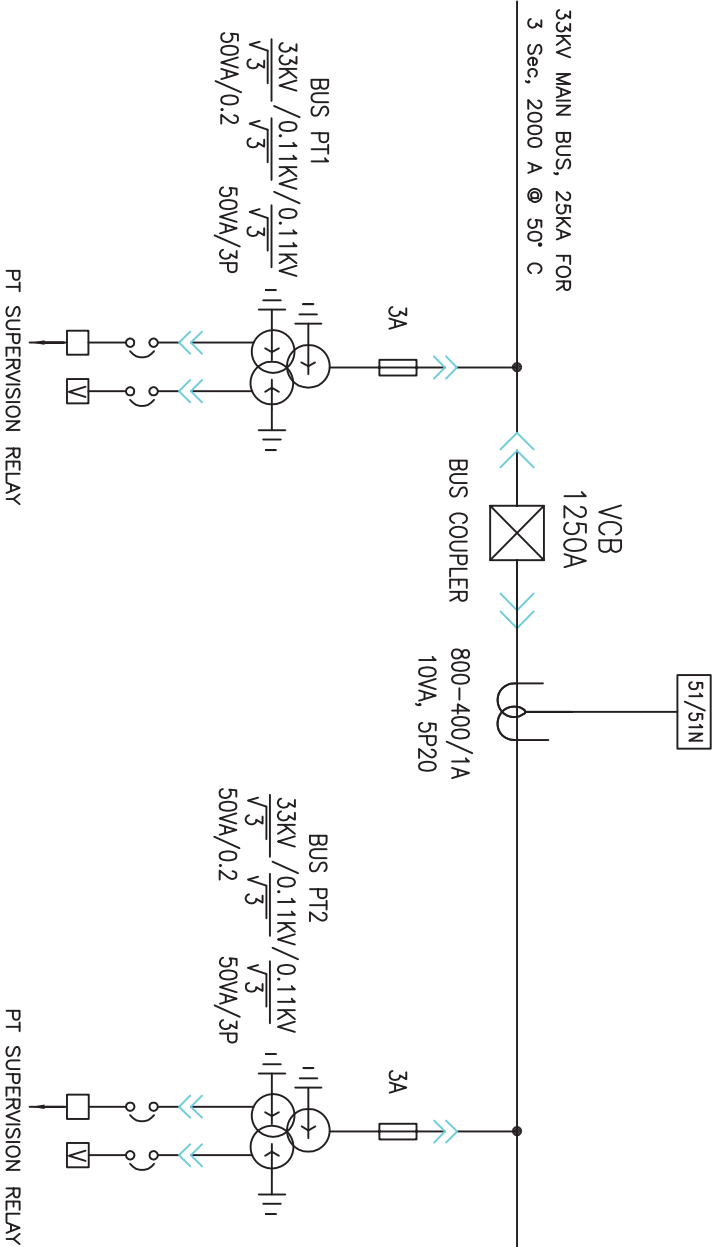 33KV MAIN BUS, 25KA FOR
3 Sec, 2000 A @ 50° C
VCB
1250A
BUS COUPLER
51/51N
800-400/1A
10VA, 5P20
3A
BUS PT1
33KV /0.11KV/0.11KV
√3 √3 √3
50VA/0.2 50VA/3P
V
PT SUPERVISION RELAY
3A
BUS PT2
33KV /0.11KV/0.11KV
√3 √3 √3
50VA/0.2 50VA/3P
V
PT SUPERVISION RELAY